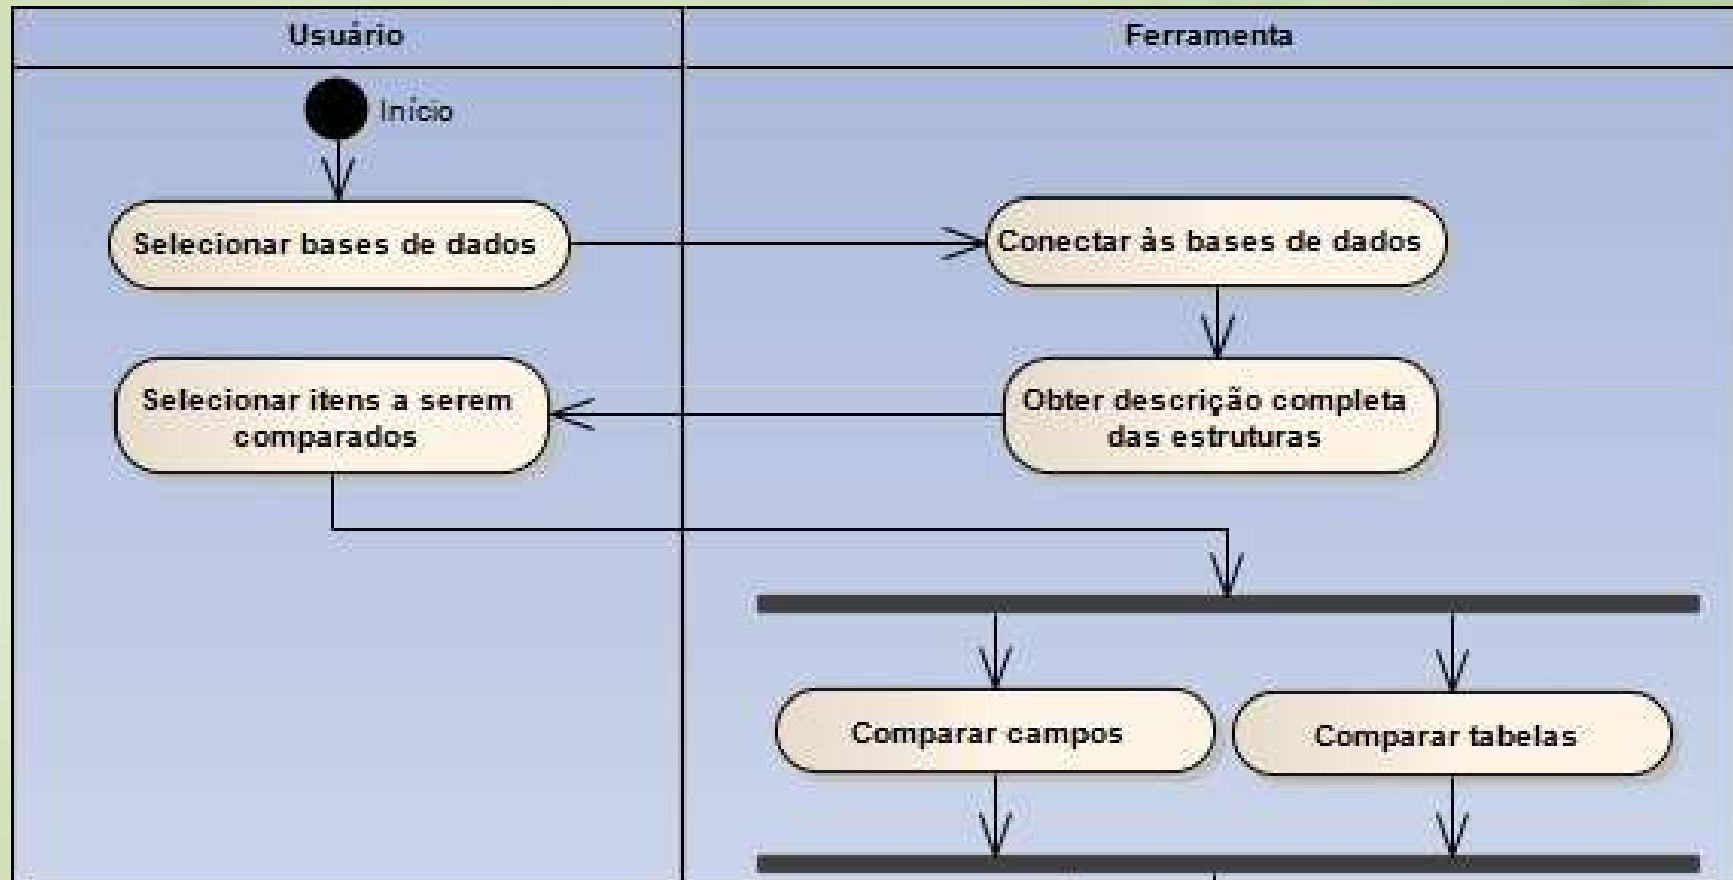 Usuário
Ferramenta
Início
Selecionar bases de dados
Conectar às bases de dados
Selecionar itens a serem
comparados
Obter descrição completa
das estruturas
Comparar campos
Comparar tabelas